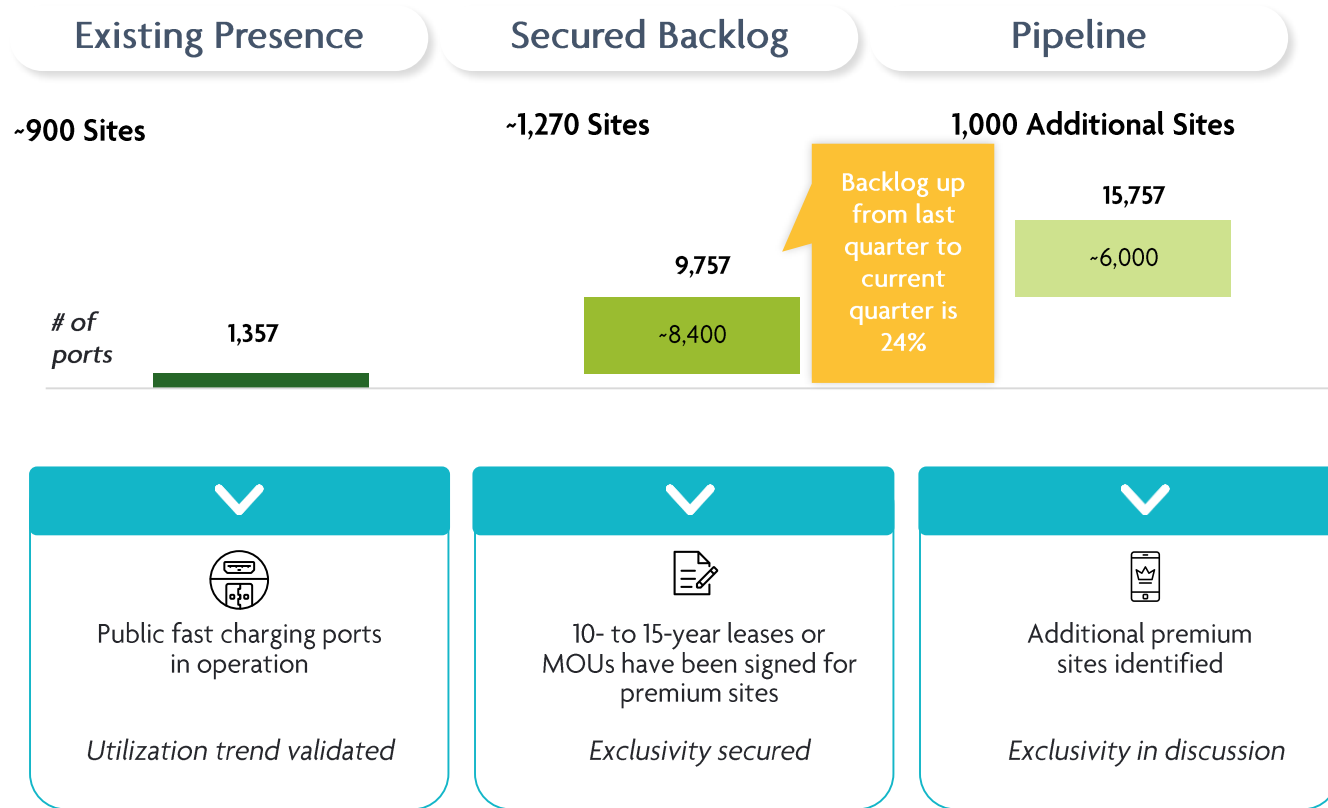 Existing Presence
Secured Backlog
Pipeline
~900 Sites
~1,270 Sites
1,000 Additional Sites
# of
ports
1,357
9,757
~8,400
Backlog up
from last
quarter to
current
quarter is
24%
15,757
~6,000
Public fast charging ports
in operation
Utilization trend validated
10- to 15-year leases or
MOUs have been signed for
premium sites
Exclusivity secured
Additional premium
sites identified
Exclusivity in discussion